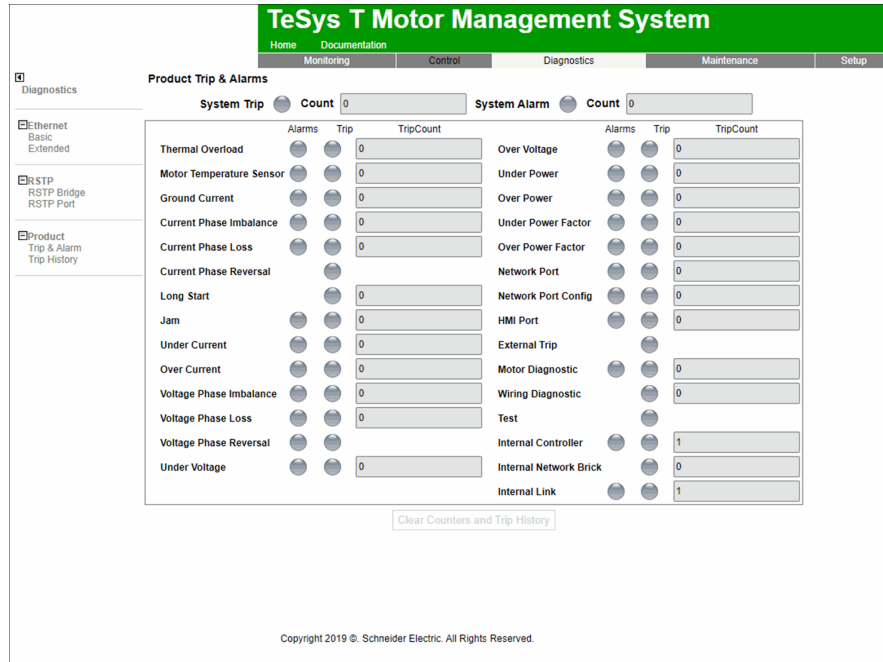 TeSys T Motor Management System
Home Documentation
Monitoring Control Diagnostics Maintenance Setup
Diagnostics
Ethernet
Basic
Extended
RSTP
RSTP Bridge
RSTP Port
Product
Trip & Alarm
Trip History
Product Trip & Alarms
System Trip Count 0 System Alarm Count 0
Alarms Trip TripCount Alarms Trip TripCount
Thermal Overload 0 Over Voltage 0
Motor Temperature Sensor 0 Under Power 0
Ground Current 0 Over Power 0
Current Phase Imbalance 0 Under Power Factor 0
Current Phase Loss 0 Over Power Factor 0
Current Phase Reversal Network Port 0
Long Start 0 Network Port Config 0
Jam 0 HMI Port 0
Under Current 0 External Trip
Over Current 0 Motor Diagnostic 0
Voltage Phase Imbalance 0 Wiring Diagnostic 0
Voltage Phase Loss 0 Test
Voltage Phase Reversal Internal Controller 1
Under Voltage 0 Internal Network Brick 0
Internal Link 1
Clear Counters and Trip History
Copyright 2019 ©. Schneider Electric. All Rights Reserved.